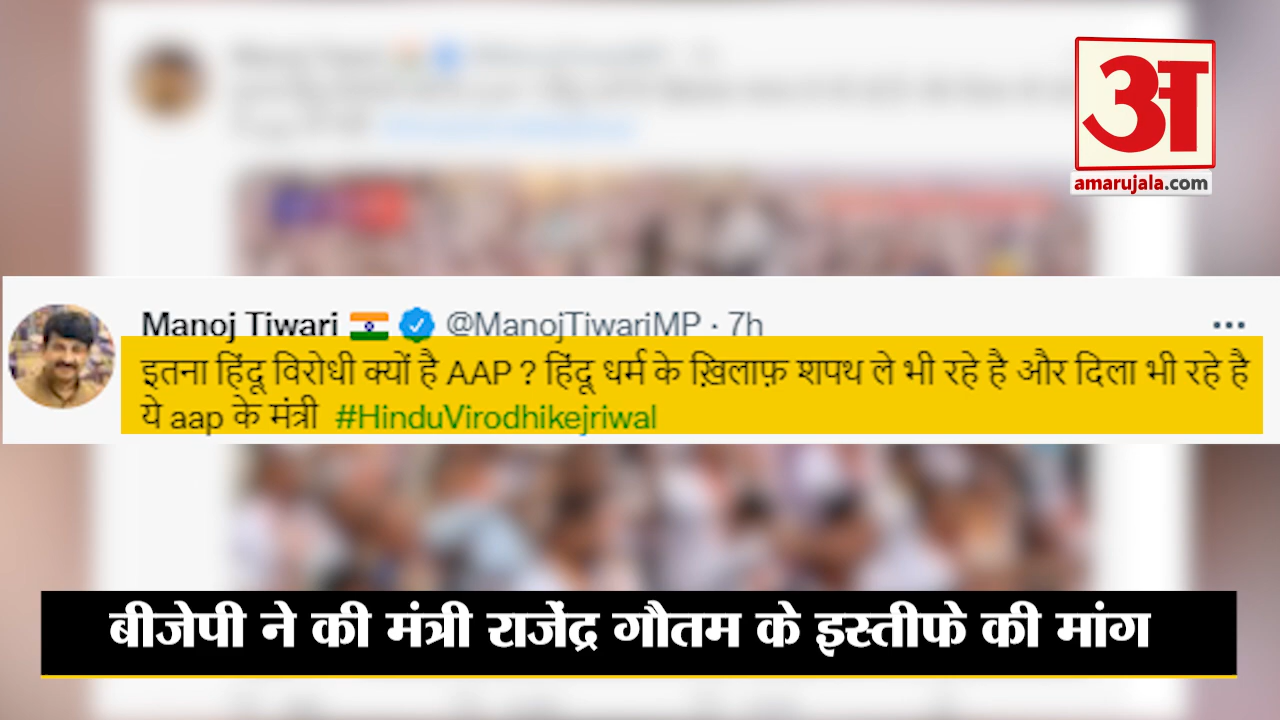 अ
amarujala.com
Manoj Tiwari @ManojTiwariMP · 7h
इतना हिंदू विरोधी क्यों है AAP ? हिंदू धर्म के ख़िलाफ़ शपथ ले भी रहे है और दिला भी रहे है
ये aap के मंत्री #HinduVirodhikejriwal
बीजेपी ने की मंत्री राजेंद्र गौतम के इस्तीफे की मांग